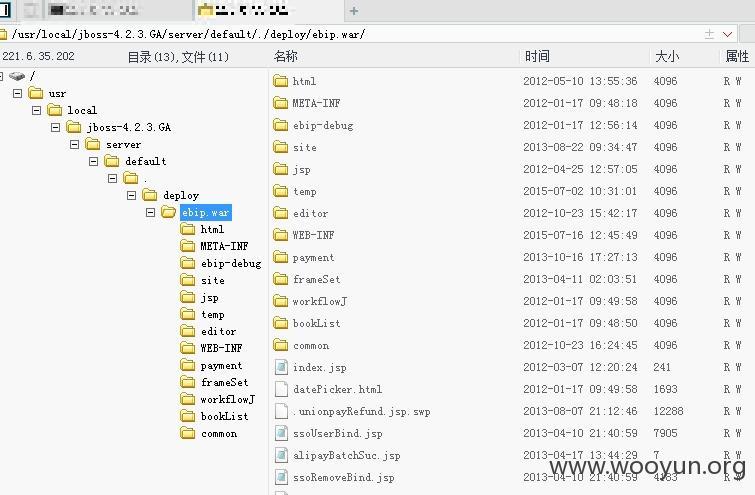 /usr/local/jboss-4.2.3.GA/server/default/./deploy/ebip.war/
221.6.35.202 目录(13),文件(11) 名称 时间 大小 属性
/
usr
local
jboss-4.2.3.GA
server
default
.
deploy
ebip.war
html
META-INF
ebip-debug
site
jsp
temp
editor
WEB-INF
payment
frameSet
workflowJ
bookList
common
html 2012-05-10 13:55:36 4096 R W
META-INF 2012-01-17 09:48:18 4096 R W
ebip-debug 2012-01-17 12:56:14 4096 R W
site 2013-08-22 09:34:47 4096 R W
jsp 2012-04-25 12:57:05 4096 R W
temp 2015-07-02 10:31:01 4096 R W
editor 2012-10-23 15:42:17 4096 R W
WEB-INF 2015-07-16 12:45:49 4096 R W
payment 2013-10-16 17:27:13 4096 R W
frameSet 2013-04-11 02:03:51 4096 R W
workflowJ 2012-01-17 09:49:58 4096 R W
bookList 2012-01-17 09:48:50 4096 R W
common 2012-10-23 16:24:45 4096 R W
index.jsp 2012-03-07 12:20:24 241 R W
datePicker.html 2012-01-17 09:49:58 1693 R W
.unionpayRefund.jsp.swp 2013-08-07 21:12:46 12288 R W
ssoUserBind.jsp 2013-04-10 21:40:59 7905 R W
alipayBatchSuc.jsp 2013-04-17 13:44:29 7 R W
ssoRemoveBind.jsp 2013-04-10 21:40:59 4183 R W
www.wooyun.org